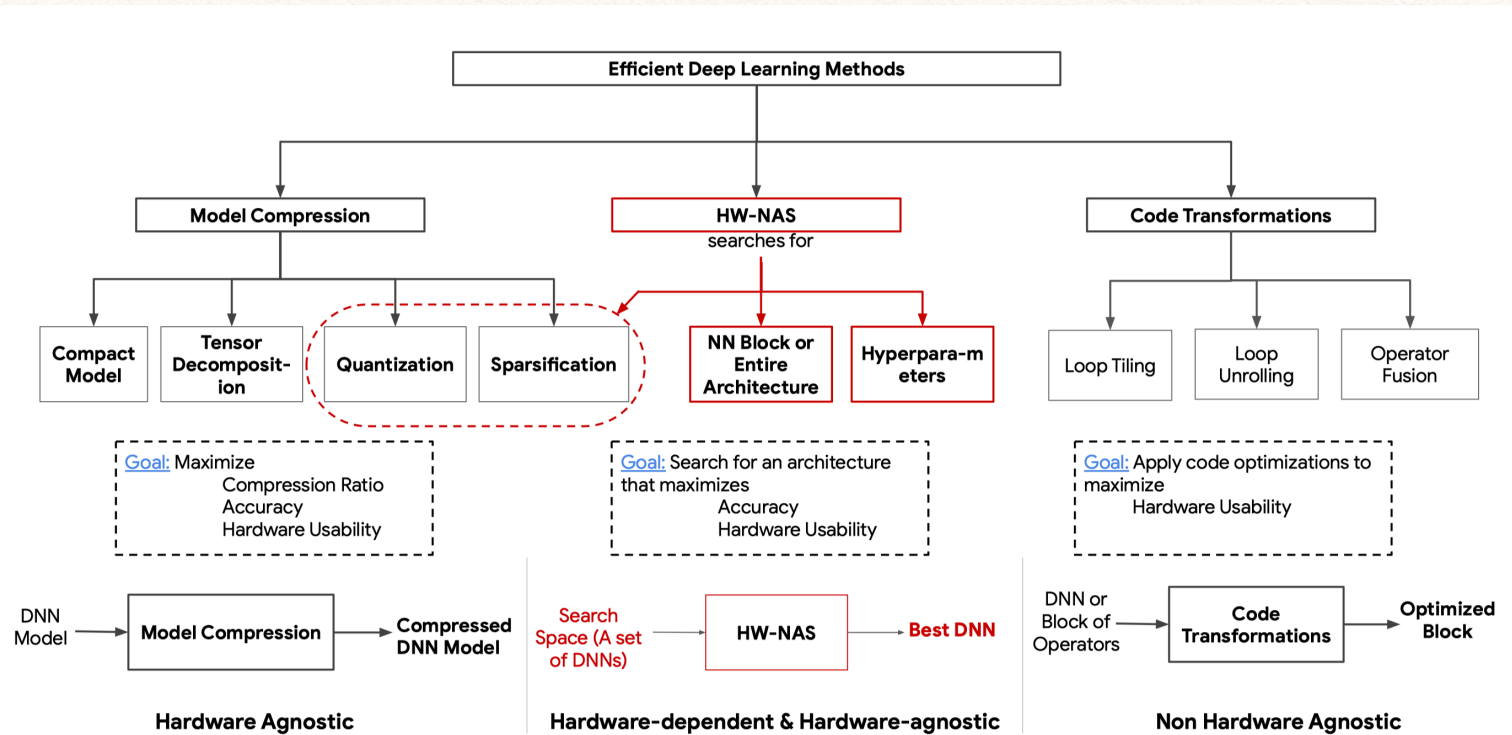 Efficient Deep Learning Methods
Model Compression
HW-NAS
searches for
Code Transformations
Compact
Model
Tensor
Decomposit-
ion
Quantization
Sparsification
NN Block or
Entire
Architecture
Hyperpara-m
eters
Loop Tiling
Loop
Unrolling
Operator
Fusion
Goal: Maximize
Compression Ratio
Accuracy
Hardware Usability
Goal: Search for an architecture
that maximizes
Accuracy
Hardware Usability
Goal: Apply code optimizations to
maximize
Hardware Usability
DNN
Model
Model Compression
Compressed
DNN Model
Search
Space (A set
of DNNs)
HW-NAS
Best DNN
DNN or
Block of
Operators
Code
Transformations
Optimized
Block
Hardware Agnostic
Hardware-dependent & Hardware-agnostic
Non Hardware Agnostic